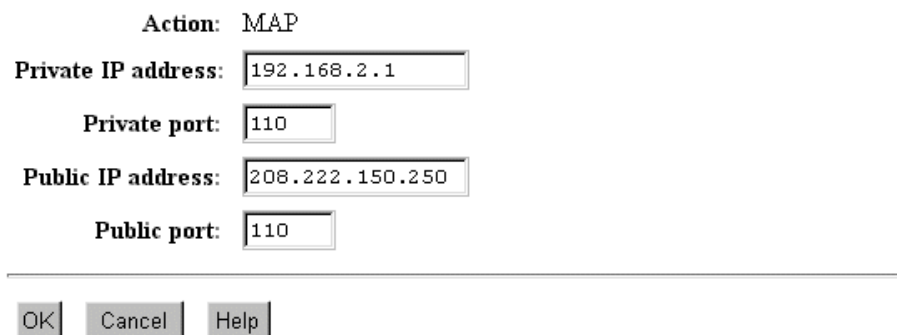 Action: MAP
Private IP address: 192.168.2.1
Private port: 110
Public IP address: 208.222.150.250
Public port: 110
OK Cancel Help